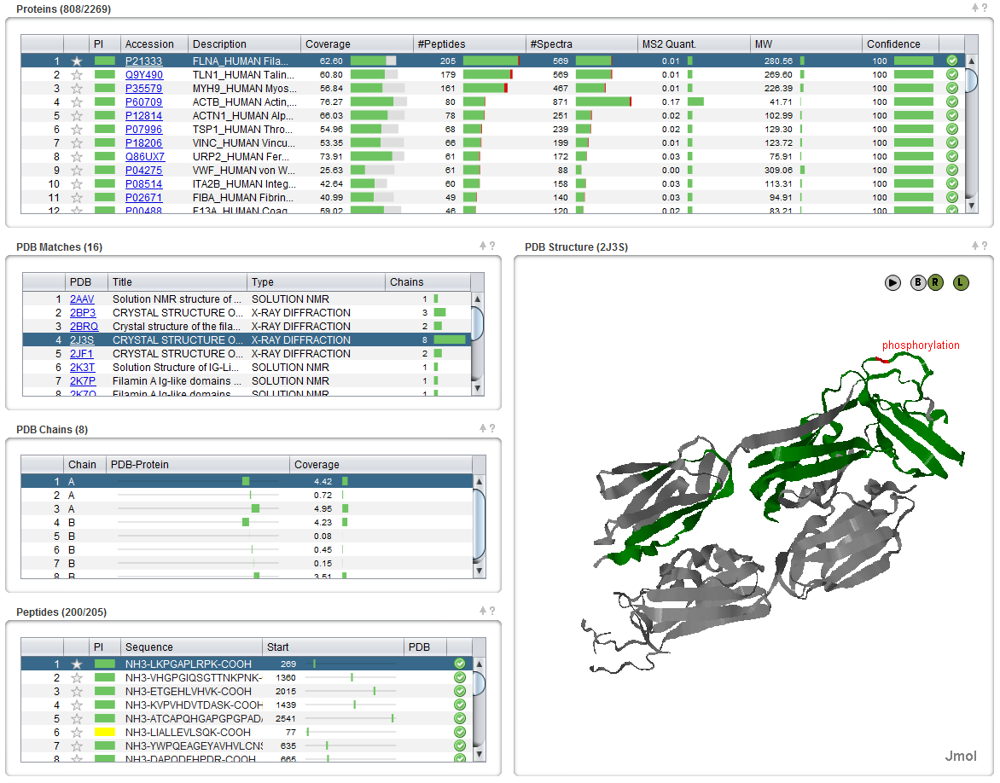 Proteins (808/2269)
PI Accession Description Coverage #Peptides #Spectra MS2 Quant. MW Confidence
1 P21333 FLNA_HUMAN Fila... 62.60 205 569 0.01 280.56 100
2 Q9Y490 TLN1_HUMAN Talin... 60.80 179 569 0.01 269.60 100
3 P35579 MYH9_HUMAN Myos... 56.84 161 467 0.01 226.39 100
4 P60709 ACTB_HUMAN Actin,... 76.27 80 871 0.17 41.71 100
5 P12814 ACTN1_HUMAN Alp... 66.03 78 251 0.02 102.99 100
6 P07996 TSP1_HUMAN Thro... 54.96 68 239 0.02 129.30 100
7 P18206 VINC_HUMAN Vincu... 53.35 66 199 0.01 123.72 100
8 Q86UX7 URP2_HUMAN Fer... 73.91 61 172 0.03 75.91 100
9 P04275 VWF_HUMAN von W... 25.63 61 88 0.00 309.06 100
10 P08514 ITA2B_HUMAN Integ... 42.64 60 158 0.03 113.31 100
11 P02671 FIBA_HUMAN Fibrin... 40.99 49 140 0.03 94.91 100
12 P00488 F13A_HUMAN Coag... 59.02 46 120 0.02 83.21 100
PDB Matches (16)
PDB Title Type Chains
1 2AAV Solution NMR structure of ... SOLUTION NMR 1
2 2BP3 CRYSTAL STRUCTURE O... X-RAY DIFFRACTION 3
3 2BRQ Crystal structure of the fila... X-RAY DIFFRACTION 2
4 2J3S CRYSTAL STRUCTURE O... X-RAY DIFFRACTION 8
5 2JF1 CRYSTAL STRUCTURE O... X-RAY DIFFRACTION 2
6 2K3T Solution Structure of IG-Li... SOLUTION NMR 1
7 2K7P Filamin A Ig-like domains ... SOLUTION NMR 1
8 2K7Q Filamin A Ig-like domains ... SOLUTION NMR 1
PDB Chains (8)
Chain PDB-Protein Coverage
1 A 4.42
2 A 0.72
3 A 4.95
4 B 4.23
5 B 0.08
6 B 0.45
7 B 0.15
8 B 3.51
Peptides (200/205)
PI Sequence Start PDB
1 NH3-LKPGAPLRPK-COOH 269
2 NH3-VHGPGIQSGTTNKPNK- 1360
3 NH3-ETGEHLVHVK-COOH 2015
4 NH3-KVPVHDVTDASK-COOH 1439
5 NH3-ATCAPQHGAPGPGPAD 2541
6 NH3-LIALLEVLSQK-COOH 77
7 NH3-YWPQEAGEYAVHVLCN 635
8 NH3-DAPQDFHPDR-COOH 665
PDB Structure (2J3S)
B R L
phosphorylation
Jmol